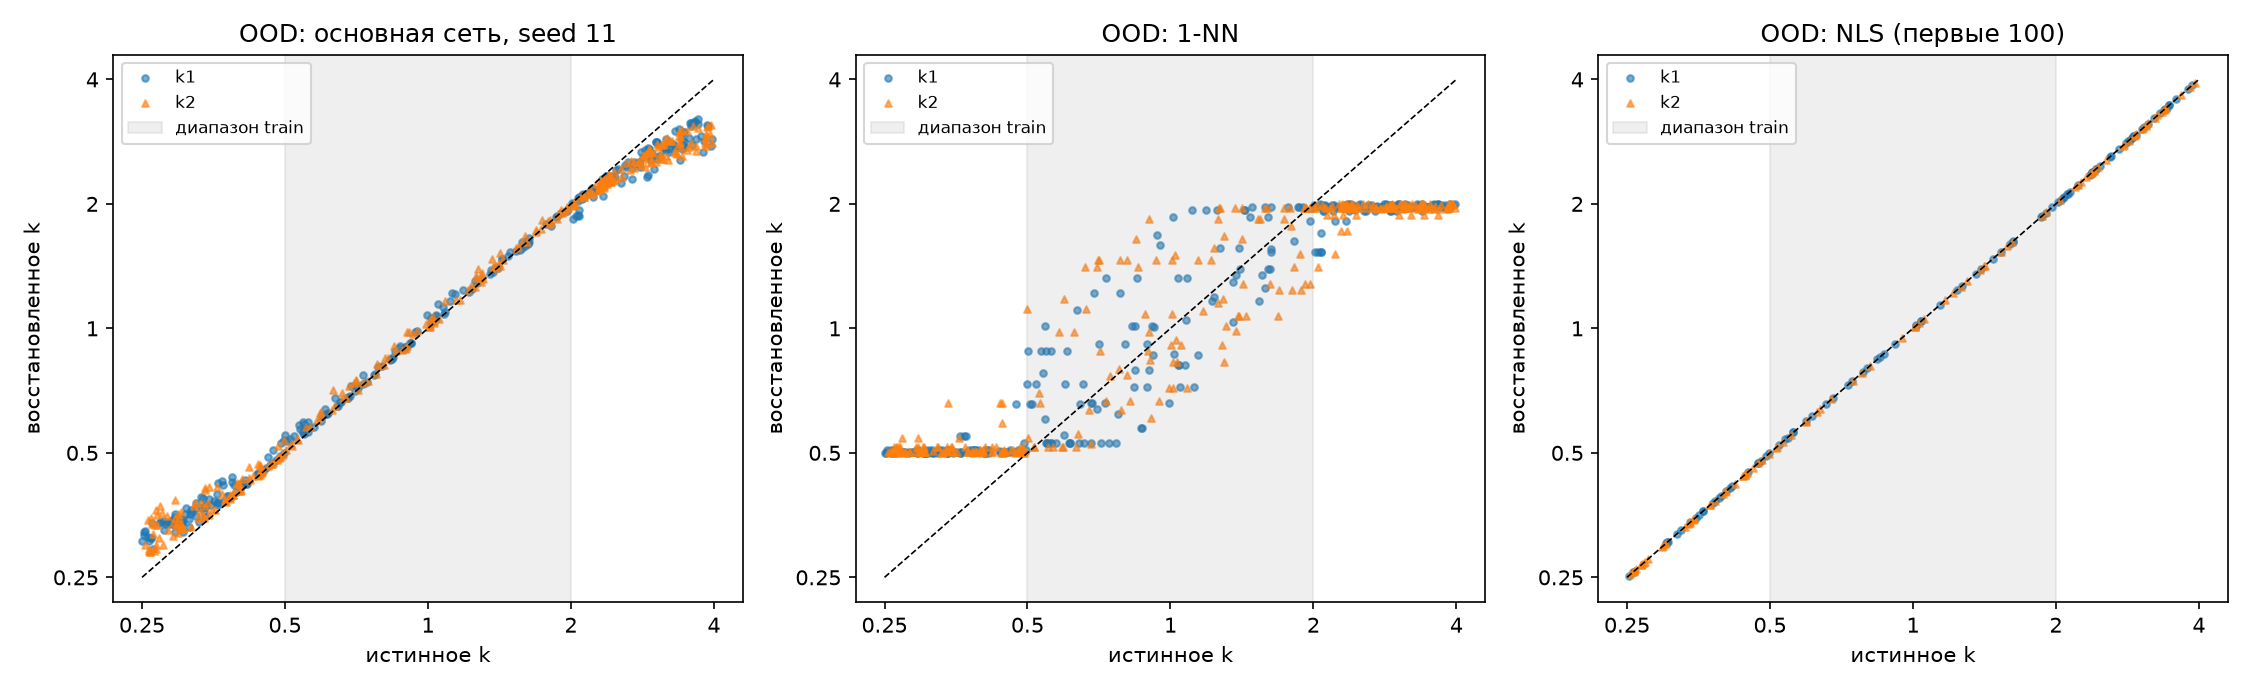 OOD: основная сеть, seed 11
k1
k2
диапазон train
4
2
1
0.5
0.25
0.25
0.5
1
2
4
восстановленное k
истинное k
OOD: 1-NN
k1
k2
диапазон train
4
2
1
0.5
0.25
0.25
0.5
1
2
4
восстановленное k
истинное k
OOD: NLS (первые 100)
k1
k2
диапазон train
4
2
1
0.5
0.25
0.25
0.5
1
2
4
восстановленное k
истинное k